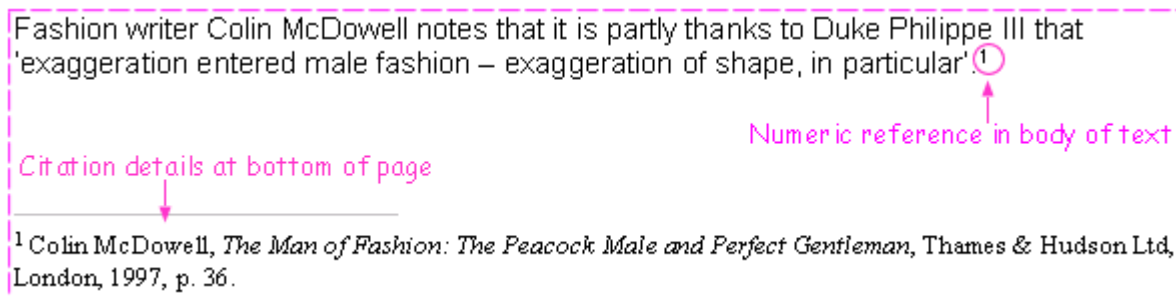 Fashion writer Colin McDowell notes that it is partly thanks to Duke Philippe III that
'exaggeration entered male fashion – exaggeration of shape, in particular'.¹
Numeric reference in body of text
Citation details at bottom of page
¹ Colin McDowell, The Man of Fashion: The Peacock Male and Perfect Gentleman, Thames & Hudson Ltd,
London, 1997, p. 36.